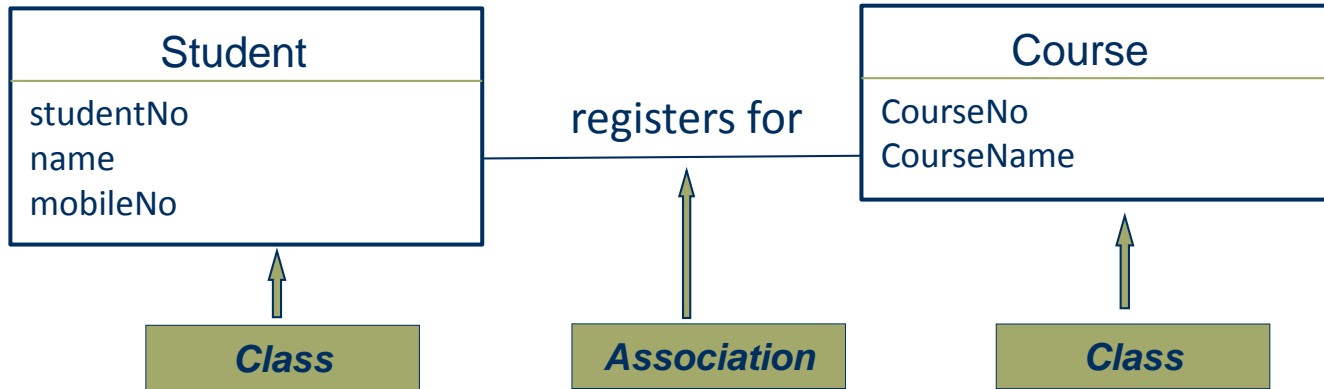 Student
studentNo
name
mobileNo
registers for
Course
CourseNo
CourseName
Class
Association
Class